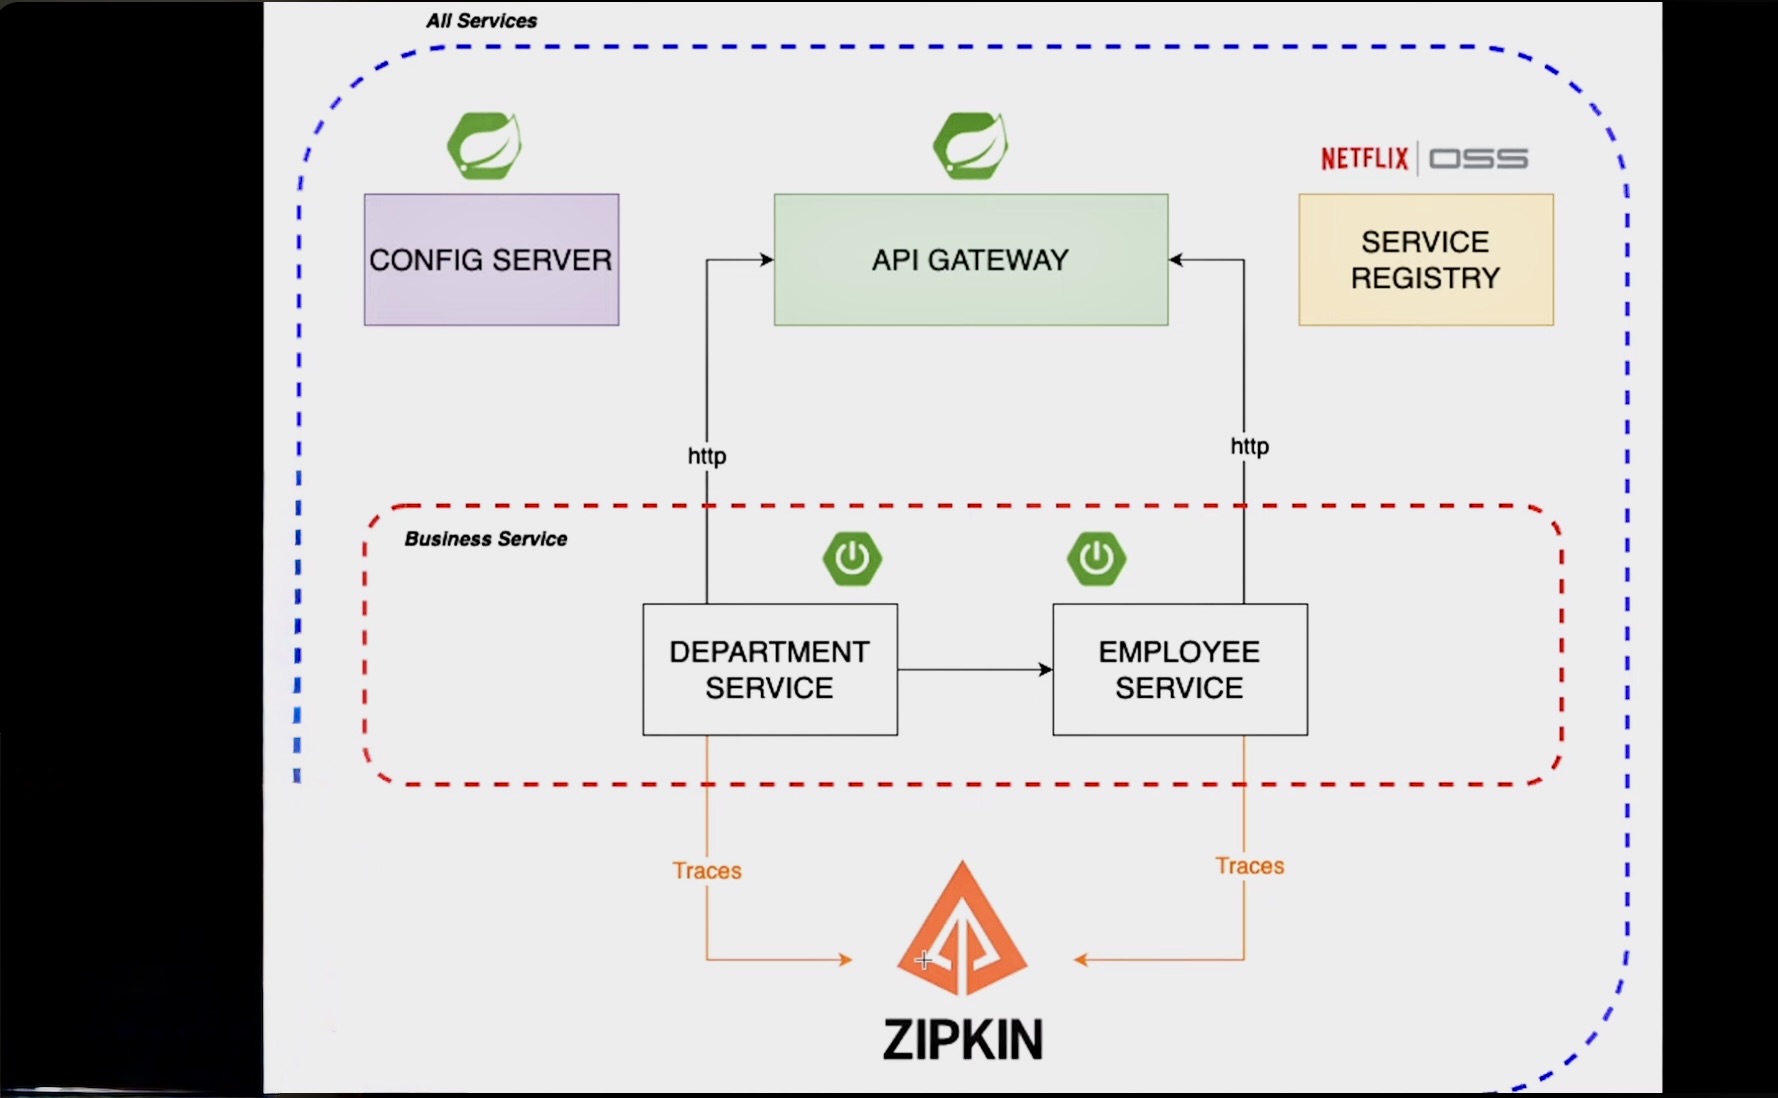 All Services
NETFLIX OSS
CONFIG SERVER
API GATEWAY
SERVICE
REGISTRY
http
http
Business Service
DEPARTMENT
SERVICE
EMPLOYEE
SERVICE
Traces
Traces
ZIPKIN